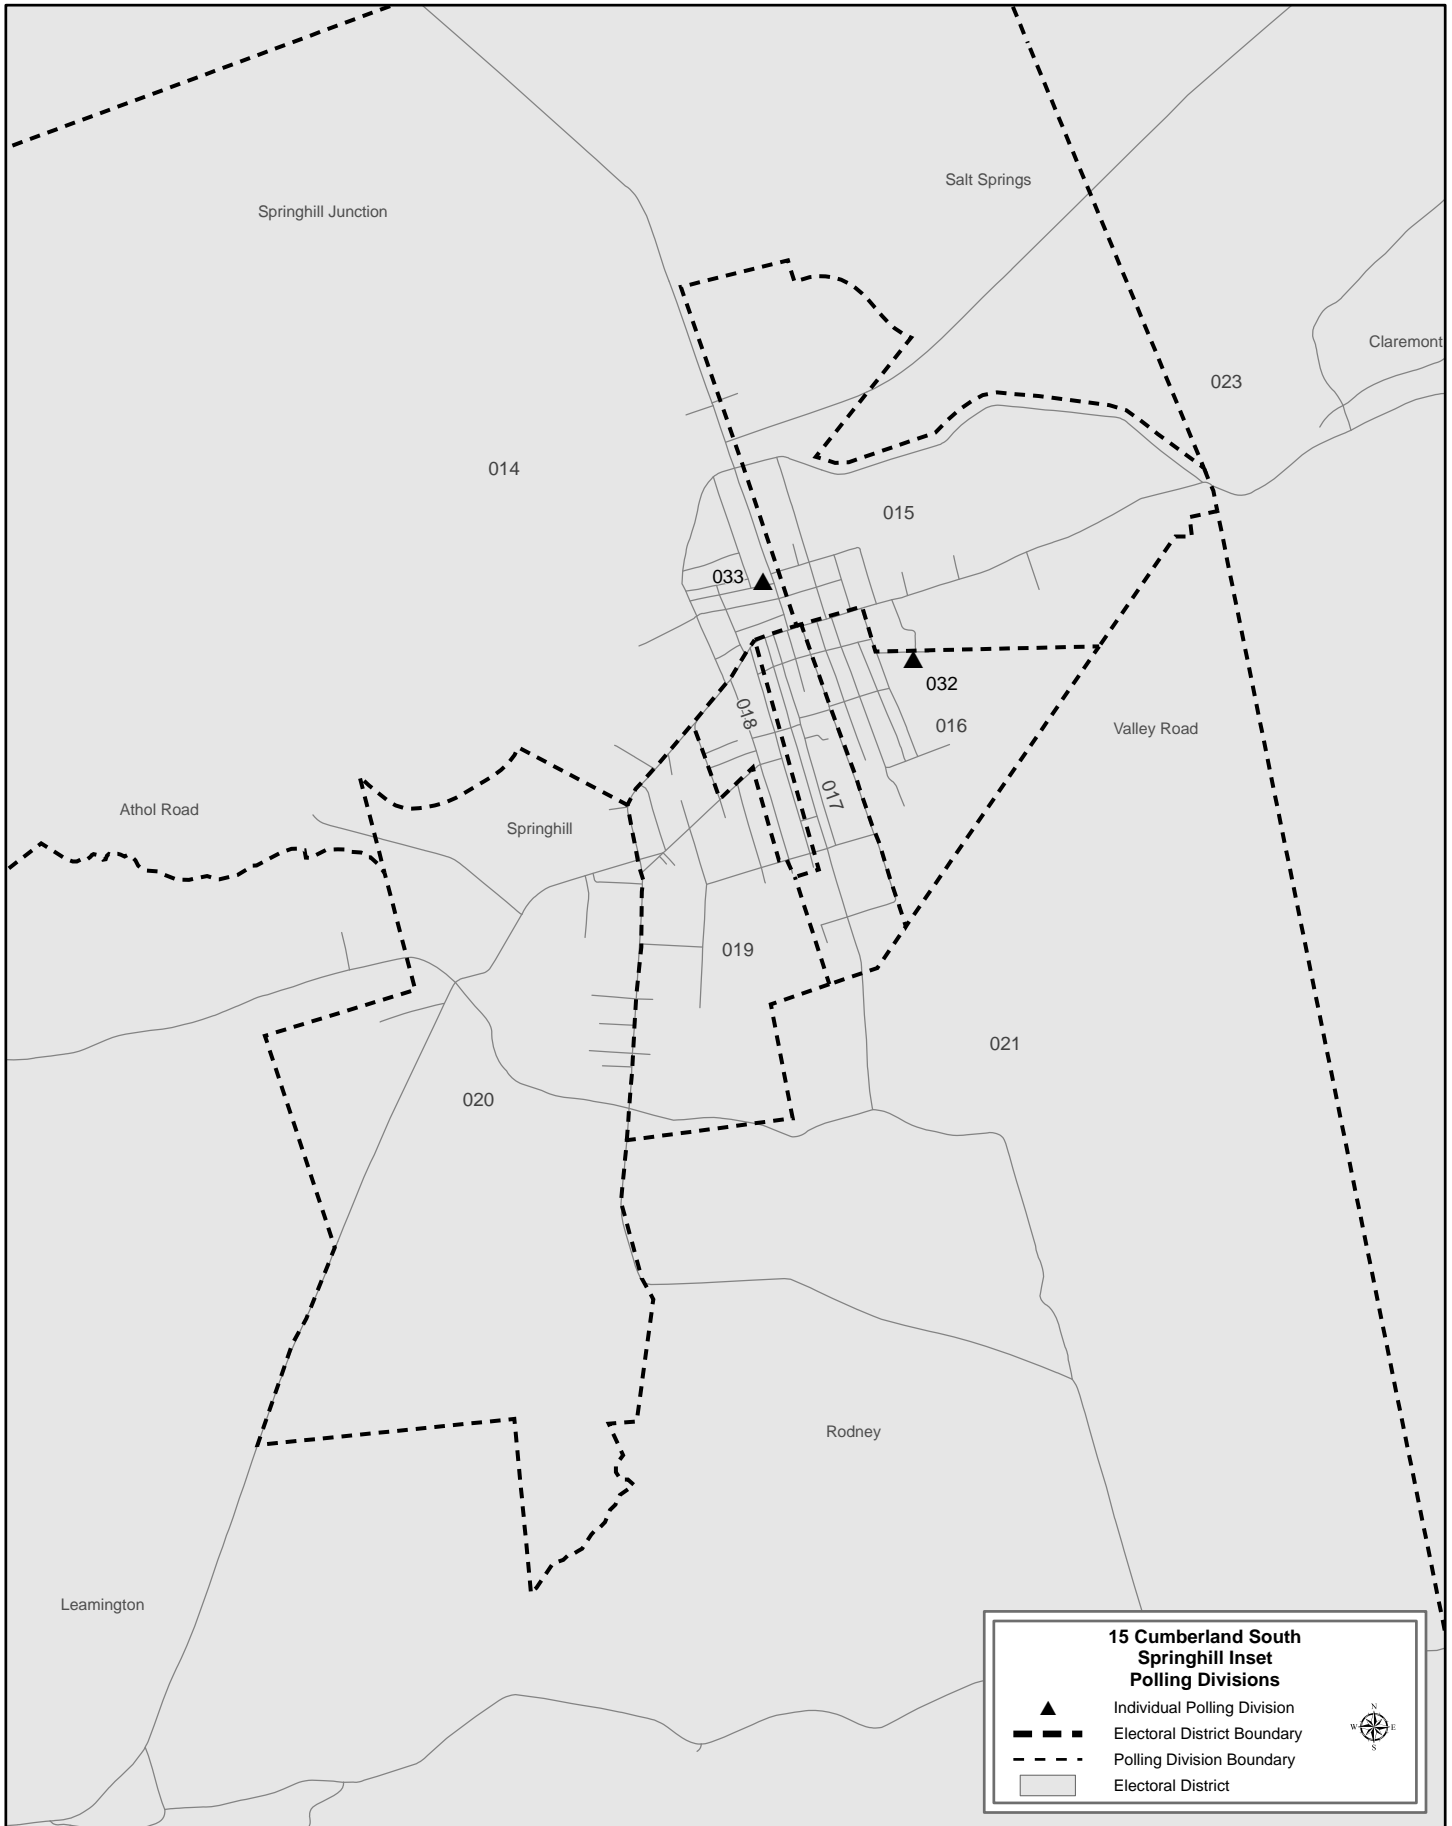 Salt Springs
Springhill Junction
Claremont
023
014
015
033
032
018
016
Valley Road
017
Athol Road
Springhill
019
021
020
Rodney
Leamington
15 Cumberland South
Springhill Inset
Polling Divisions
Individual Polling Division
Electoral District Boundary
Polling Division Boundary
Electoral District
N
W E
S